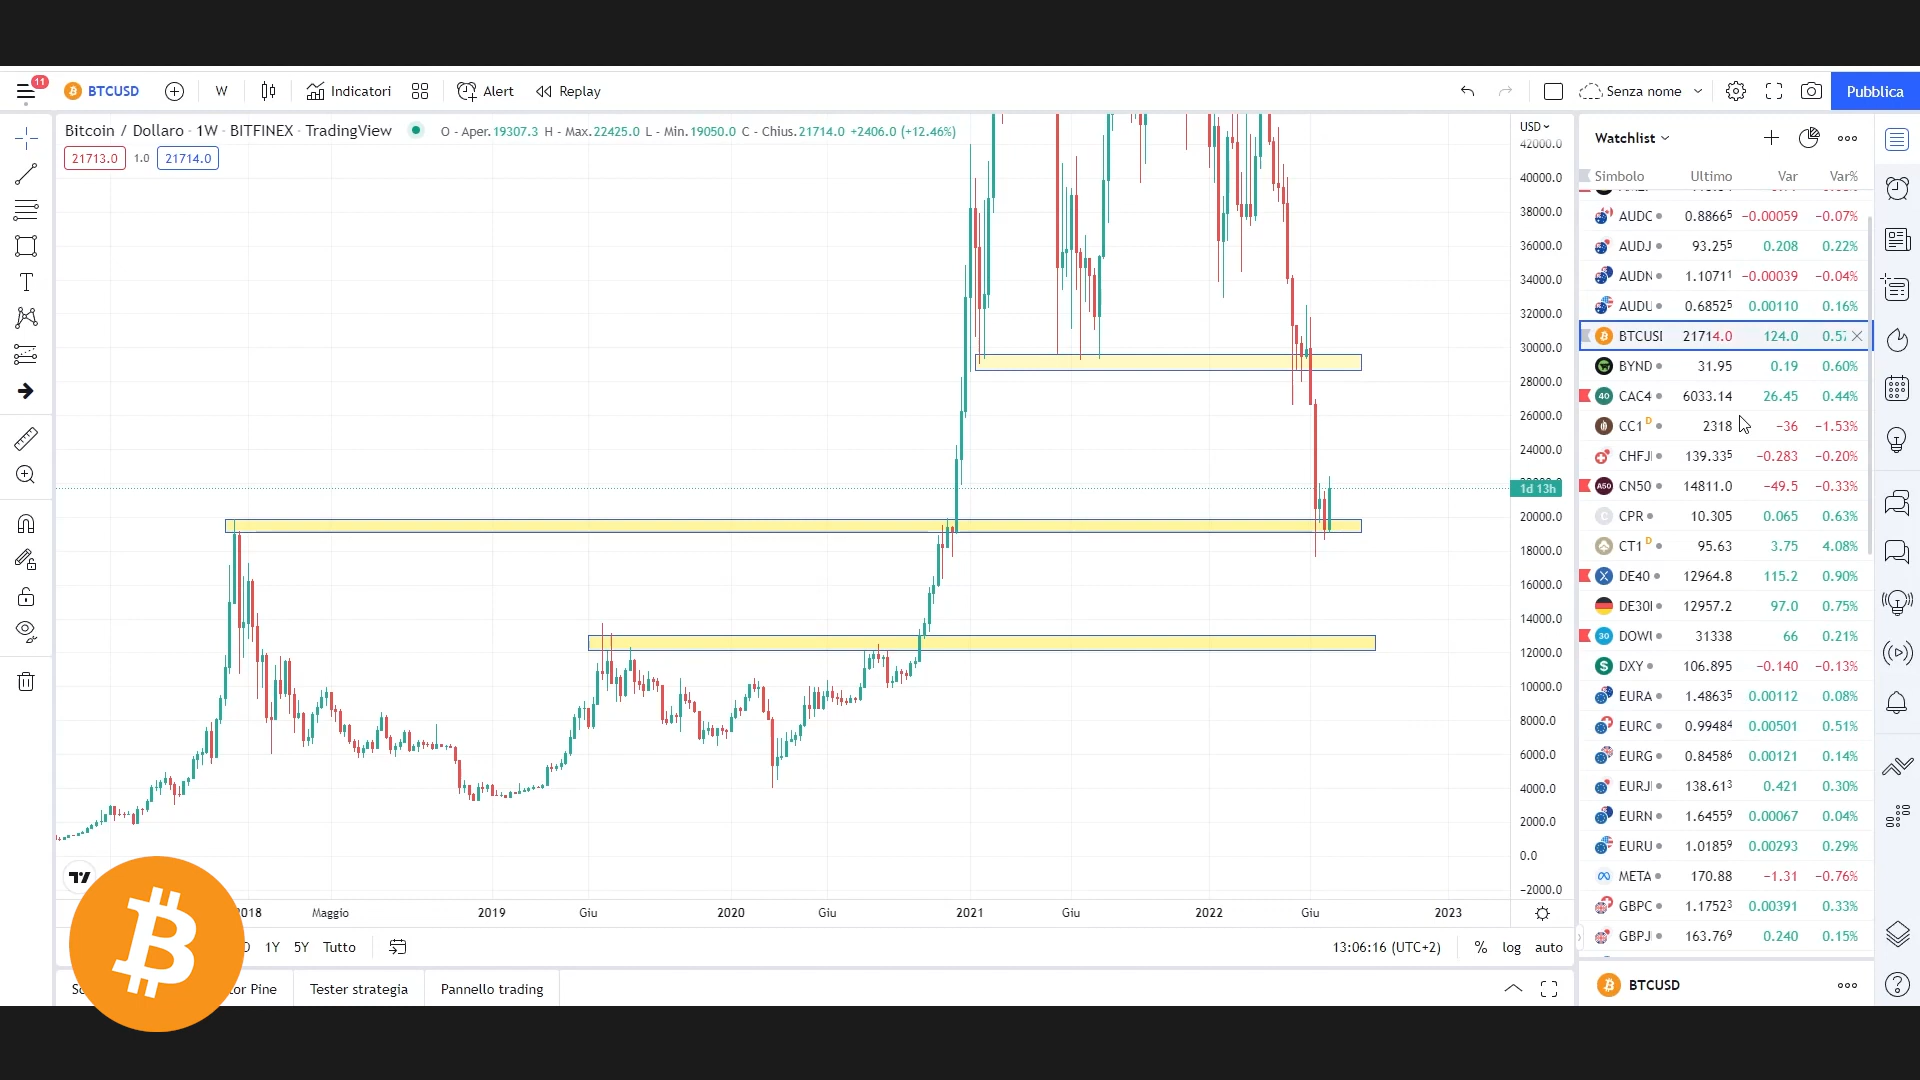 11
BTCUSD
W
Indicatori
Alert
Replay
Senza nome
Pubblica
Bitcoin / Dollaro · 1W · BITFINEX · TradingView
O - Aper.19307.3 H - Max.22425.0 L - Min.19050.0 C - Chius.21714.0 +2406.0 (+12.46%)
21713.0 1.0 21714.0
USD
42000.0
40000.0
38000.0
36000.0
34000.0
32000.0
30000.0
28000.0
26000.0
24000.0
1d 13h
20000.0
18000.0
16000.0
14000.0
12000.0
10000.0
8000.0
6000.0
4000.0
2000.0
0.0
−2000.0
2018 Maggio 2019 Giu 2020 Giu 2021 Giu 2022 Giu 2023
1Y 5Y Tutto
13:06:16 (UTC+2) % log auto
or Pine Tester strategia Pannello trading
Watchlist
Simbolo Ultimo Var Var%
AUDC 0.88665 −0.00059 −0.07%
AUDJ 93.255 0.208 0.22%
AUDN 1.10711 −0.00039 −0.04%
AUDU 0.68525 0.00110 0.16%
BTCUSI 21714.0 124.0 0.57
BYND 31.95 0.19 0.60%
40 CAC4 6033.14 26.45 0.44%
CC1 D 2318 −36 −1.53%
CHFJ 139.335 −0.283 −0.20%
A50 CN50 14811.0 −49.5 −0.33%
C CPR 10.305 0.065 0.63%
CT1 D 95.63 3.75 4.08%
X DE40 12964.8 115.2 0.90%
DE30 12957.2 97.0 0.75%
30 DOW 31338 66 0.21%
$ DXY 106.895 −0.140 −0.13%
EURA 1.48635 0.00112 0.08%
EURC 0.99484 0.00501 0.51%
EURG 0.84586 0.00121 0.14%
EURJ 138.613 0.421 0.30%
EURN 1.64559 0.00067 0.04%
EURU 1.01859 0.00293 0.29%
META 170.88 −1.31 −0.76%
GBPC 1.17523 0.00391 0.33%
GBPJ 163.769 0.240 0.15%
BTCUSD